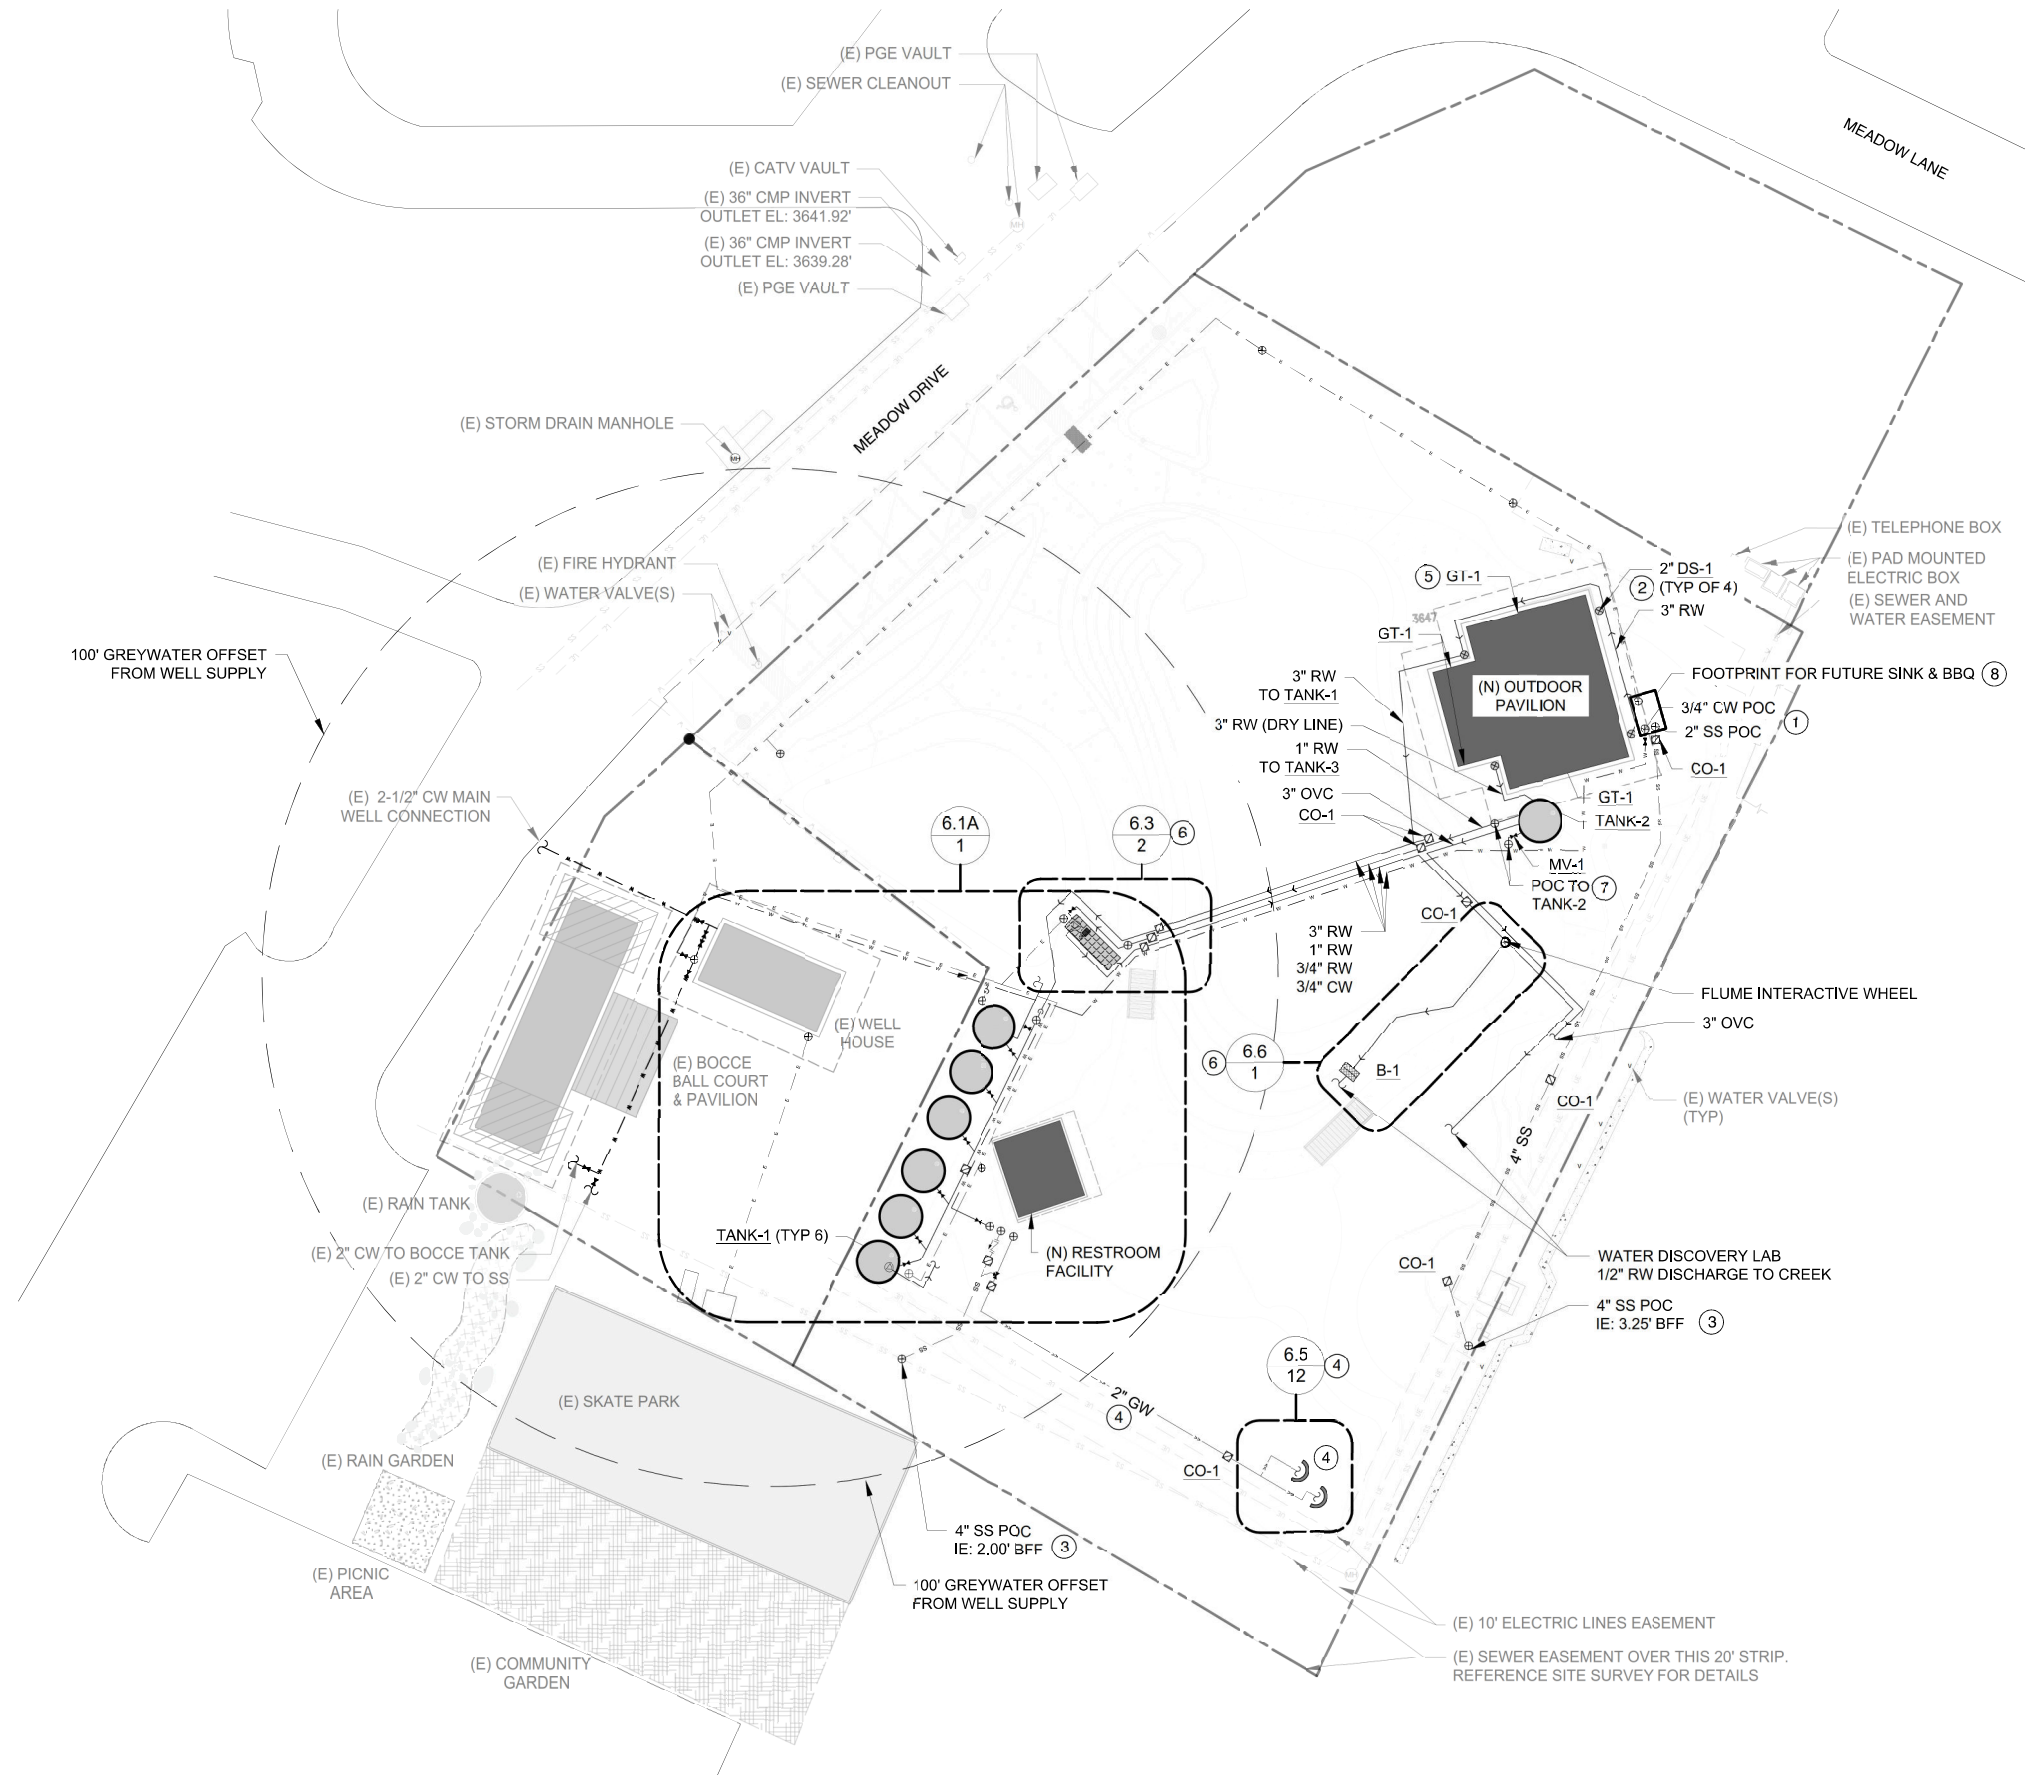 (E) PGE VAULT
(E) SEWER CLEANOUT
MEADOW LANE
(E) CATV VAULT
(E) 36" CMP INVERT
OUTLET EL: 3641.92'
(E) 36" CMP INVERT
OUTLET EL: 3639.28'
(E) PGE VAULT
MH
MEADOW DRIVE
(E) STORM DRAIN MANHOLE
MH
(E) FIRE HYDRANT
(E) WATER VALVE(S)
(E) TELEPHONE BOX
(E) PAD MOUNTED
ELECTRIC BOX
(E) SEWER AND
WATER EASEMENT
5 GT-1
2" DS-1
2 (TYP OF 4)
3" RW
3647
GT-1
100' GREYWATER OFFSET
FROM WELL SUPPLY
3" RW
TO TANK-1
(N) OUTDOOR
PAVILION
FOOTPRINT FOR FUTURE SINK & BBQ 8
3/4" CW POC
1
2" SS POC
3" RW (DRY LINE)
1" RW
TO TANK-3
CO-1
3" OVC
GT-1
CO-1
TANK-2
(E) 2-1/2" CW MAIN
WELL CONNECTION
6.1A
1
6.3
2
6
MV-1
POC TO 7
TANK-2
CO-1
3" RW
1" RW
3/4" RW
3/4" CW
FLUME INTERACTIVE WHEEL
3" OVC
(E) WELL
HOUSE
(E) BOCCE
BALL COURT
& PAVILION
6
6.6
1
B-1
CO-1
(E) WATER VALVE(S)
(TYP)
4" SS
(E) RAIN TANK
TANK-1 (TYP 6)
(N) RESTROOM
FACILITY
(E) 2" CW TO BOCCE TANK
(E) 2" CW TO SS
CO-1
WATER DISCOVERY LAB
1/2" RW DISCHARGE TO CREEK
4" SS POC
IE: 3.25' BFF 3
6.5
12
4
(E) SKATE PARK
2" GW
4
4
CO-1
(E) RAIN GARDEN
4" SS POC
IE: 2.00' BFF 3
(E) PICNIC
AREA
100' GREYWATER OFFSET
FROM WELL SUPPLY
MH
(E) 10' ELECTRIC LINES EASEMENT
(E) COMMUNITY
GARDEN
(E) SEWER EASEMENT OVER THIS 20' STRIP.
REFERENCE SITE SURVEY FOR DETAILS